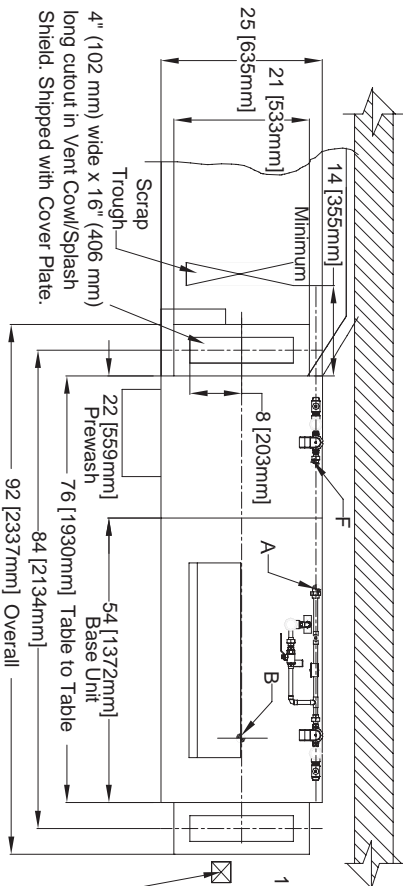 25 [635mm]
21 [533mm]
14 [355mm]
Minimum
Scrap
Trough
4" (102 mm) wide x 16" (406 mm)
long cutout in Vent Cowl/Splash
Shield. Shipped with Cover Plate.
8 [203mm]
F
A
B
22 [559mm]
Prewash
54 [1372mm]
Base Unit
76 [1930mm] Table to Table
84 [2134mm]
92 [2337mm] Overall
1